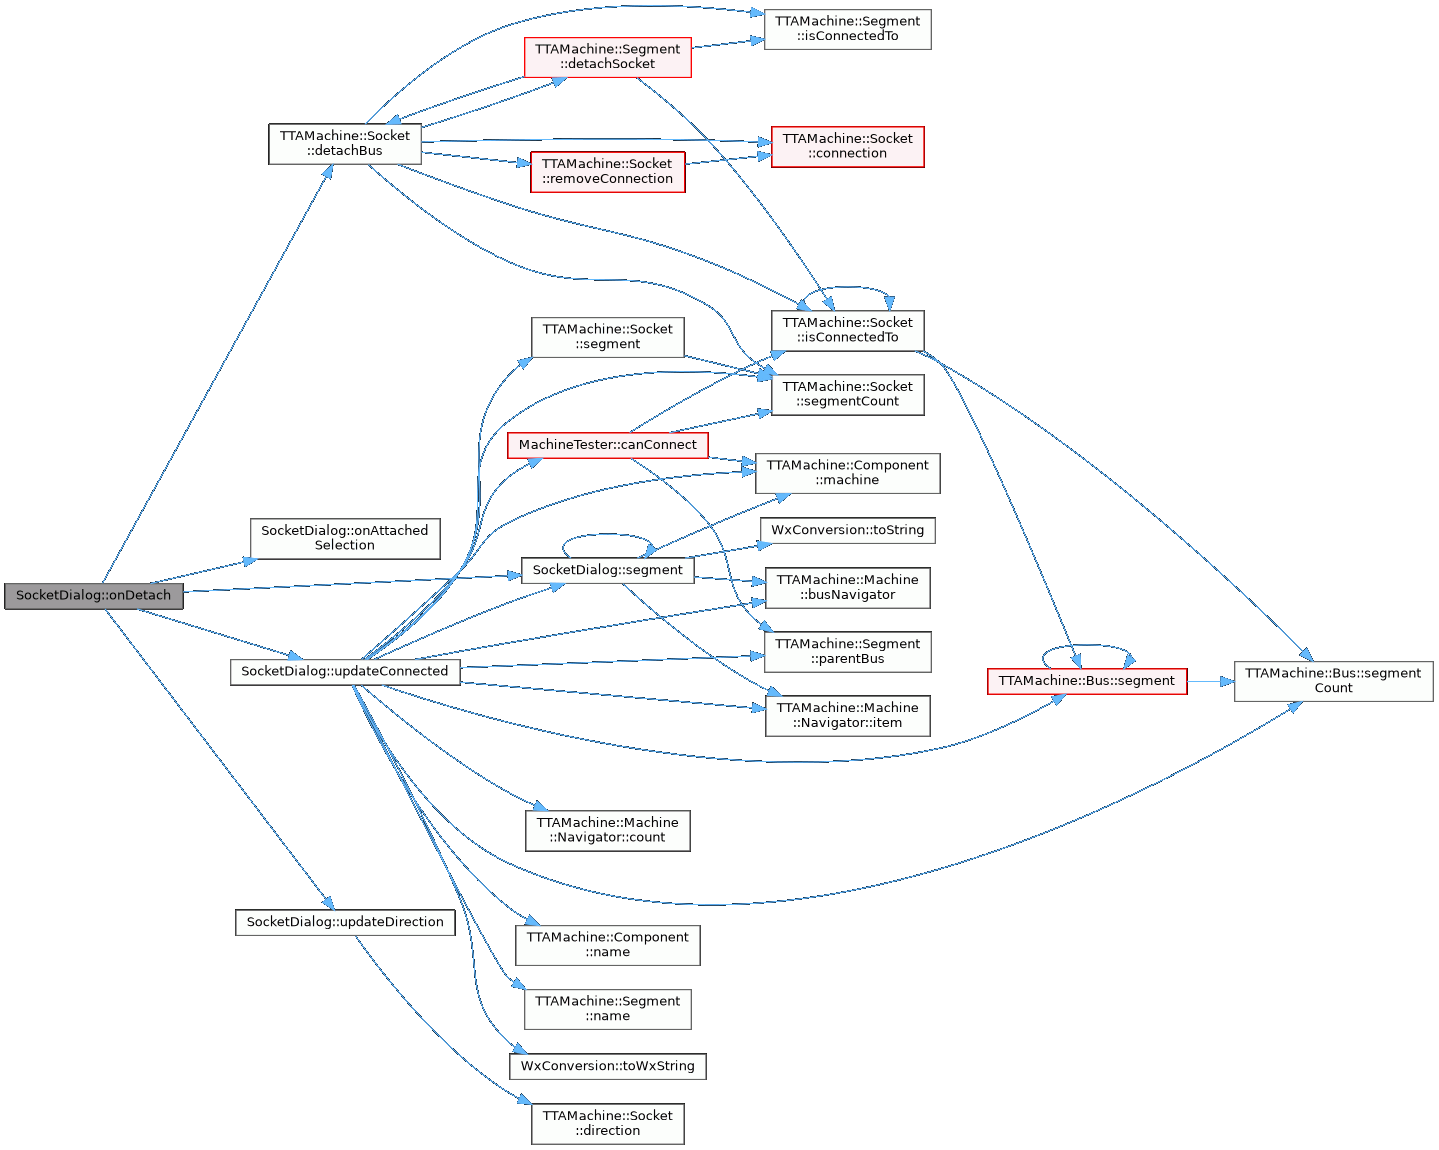 TTAMachine::Segment
::isConnectedTo
TTAMachine::Segment
::detachSocket
TTAMachine::Socket
::detachBus
TTAMachine::Socket
::connection
TTAMachine::Socket
::removeConnection
TTAMachine::Socket
::isConnectedTo
TTAMachine::Socket
::segment
TTAMachine::Socket
::segmentCount
MachineTester::canConnect
TTAMachine::Component
::machine
SocketDialog::onAttached
Selection
WxConversion::toString
SocketDialog::segment
TTAMachine::Machine
::busNavigator
SocketDialog::onDetach
TTAMachine::Segment
::parentBus
SocketDialog::updateConnected
TTAMachine::Bus::segment
TTAMachine::Bus::segment
Count
TTAMachine::Machine
::Navigator::item
TTAMachine::Machine
::Navigator::count
SocketDialog::updateDirection
TTAMachine::Component
::name
TTAMachine::Segment
::name
WxConversion::toWxString
TTAMachine::Socket
::direction